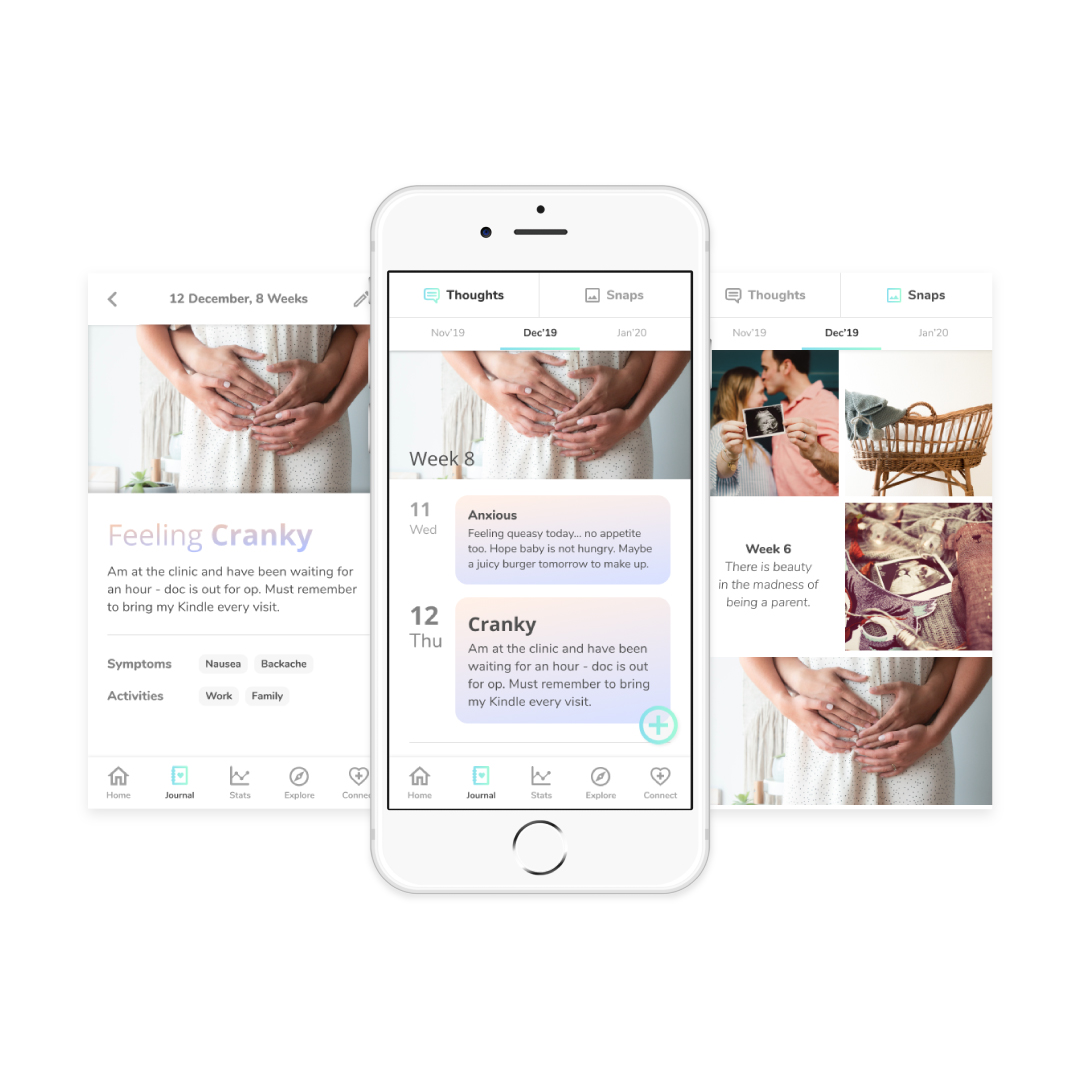 12 December, 8 Weeks
Feeling Cranky
Am at the clinic and have been waiting for
an hour - doc is out for op. Must remember
to bring my Kindle every visit.
Symptoms Nausea Backache
Activities Work Family
Home Journal Stats Explore Connec
Thoughts Snaps
Nov'19 Dec'19 Jan'20
Week 8
11
Wed
Anxious
Feeling queasy today... no appetite
too. Hope baby is not hungry. Maybe
a juicy burger tomorrow to make up.
12
Thu
Cranky
Am at the clinic and have been
waiting for an hour - doc is out
for op. Must remember to bring
my Kindle every visit.
Home Journal Stats Explore Connect
Thoughts Snaps
Nov'19 Dec'19 Jan'20
Week 6
There is beauty
in the madness of
being a parent.